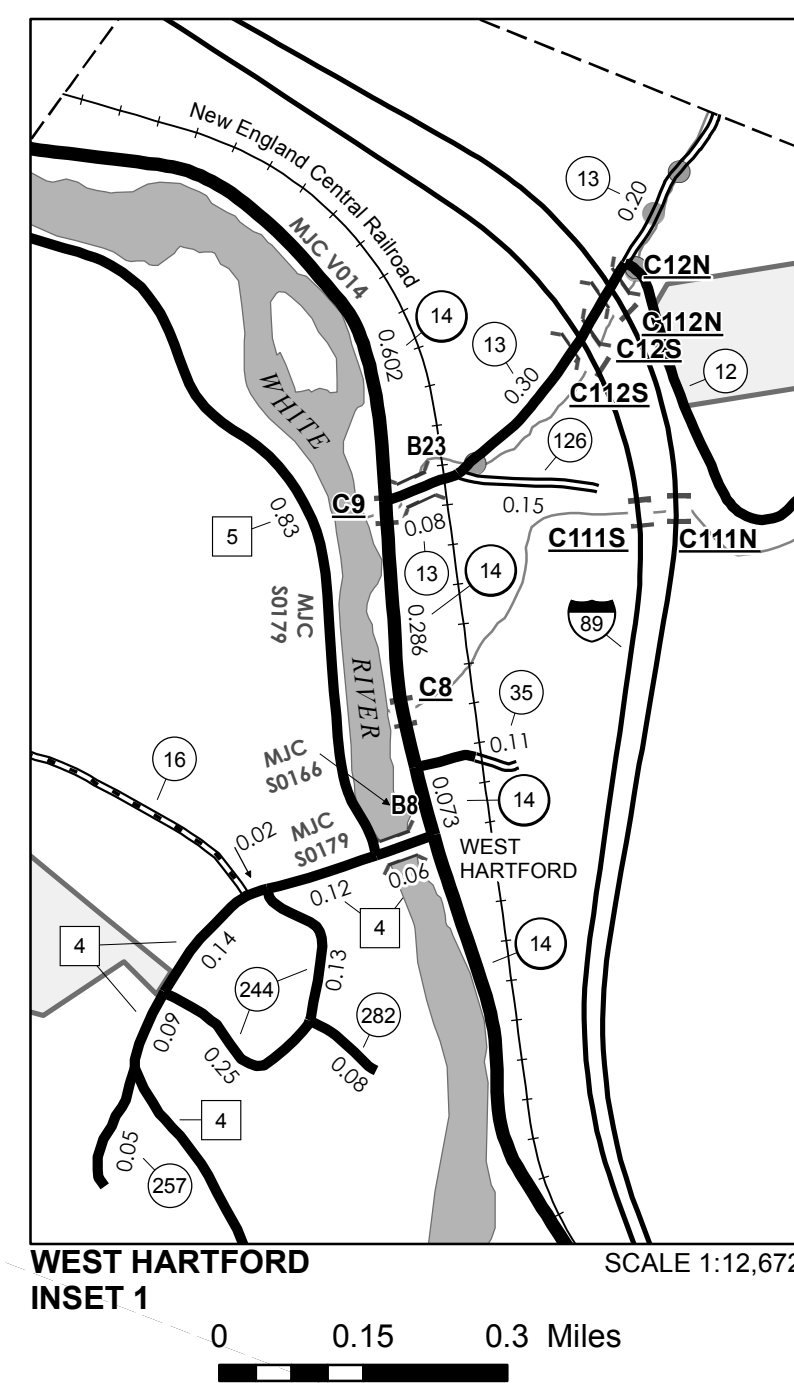 New England Central Railroad
13
0.20
MJC V014
C12N
14
C112N
13
0.602
C12S
12
0.30
C112S
WHITE
B23
126
C9
0.15
0.83
0.08
5
C111S
C111N
13
14
MJC
S0179
0.286
89
RIVER
C8
35
0.11
16
MJC
S0166
B8
0.073
14
0.02
MJC
S0179
WEST
HARTFORD
0.06
0.12
4
4
0.14
14
0.13
244
282
0.09
0.25
0.08
4
0.05
257
WEST HARTFORD
SCALE 1:12,672
INSET 1
0 0.15 0.3 Miles